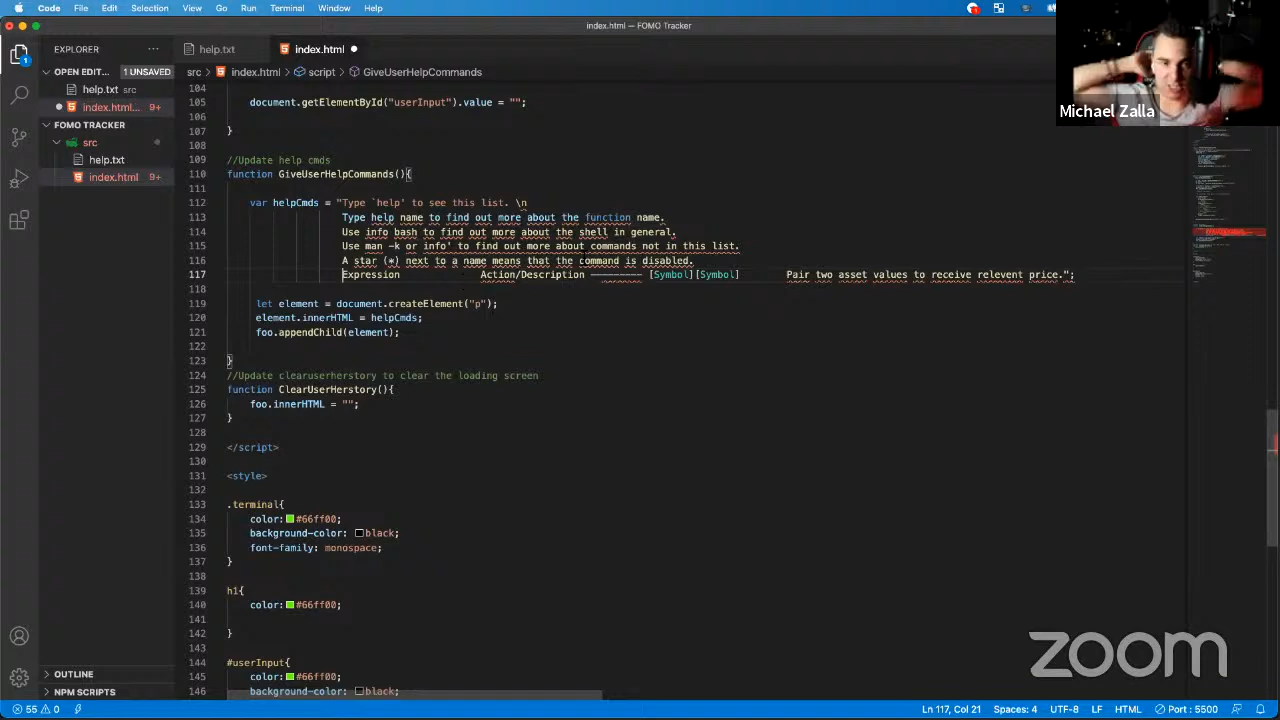 Code File Edit Selection View Go Run Terminal Window Help
index.html — FOMO Tracker
EXPLORER
help.txt
index.html
OPEN EDIT... 1 UNSAVED
src > index.html > script > GiveUserHelpCommands
help.txt src
index.html... 9+
FOMO TRACKER
src
help.txt
index.html 9+
104
105 document.getElementById("userInput").value = "";
106
107 }
108
109 //Update help cmds
110 function GiveUserHelpCommands(){
111
112 var helpCmds = "Type `help' to see this list. \n
113 Type help name to find out more about the function name.
114 Use info bash to find out more about the shell in general.
115 Use man -k or info' to find out more about commands not in this list.
116 A star (*) next to a name means that the command is disabled.
117 Expression Action/Description ————————— [Symbol][Symbol] Pair two asset values to receive relevent price.";
118
119 let element = document.createElement("p");
120 element.innerHTML = helpCmds;
121 foo.appendChild(element);
122
123 }
124 //Update clearuserherstory to clear the loading screen
125 function ClearUserHerstory(){
126 foo.innerHTML = "";
127 }
128
129 </script>
130
131 <style>
132
133 .terminal{
134 color: #66ff00;
135 background-color: black;
136 font-family: monospace;
137 }
138
139 h1{
140 color: #66ff00;
141
142 }
143
144 #userInput{
145 color: #66ff00;
146 background-color: black;
OUTLINE
NPM SCRIPTS
55 0
Ln 117, Col 21 Spaces: 4 UTF-8 LF HTML Port : 5500
Michael Zalla
zoom